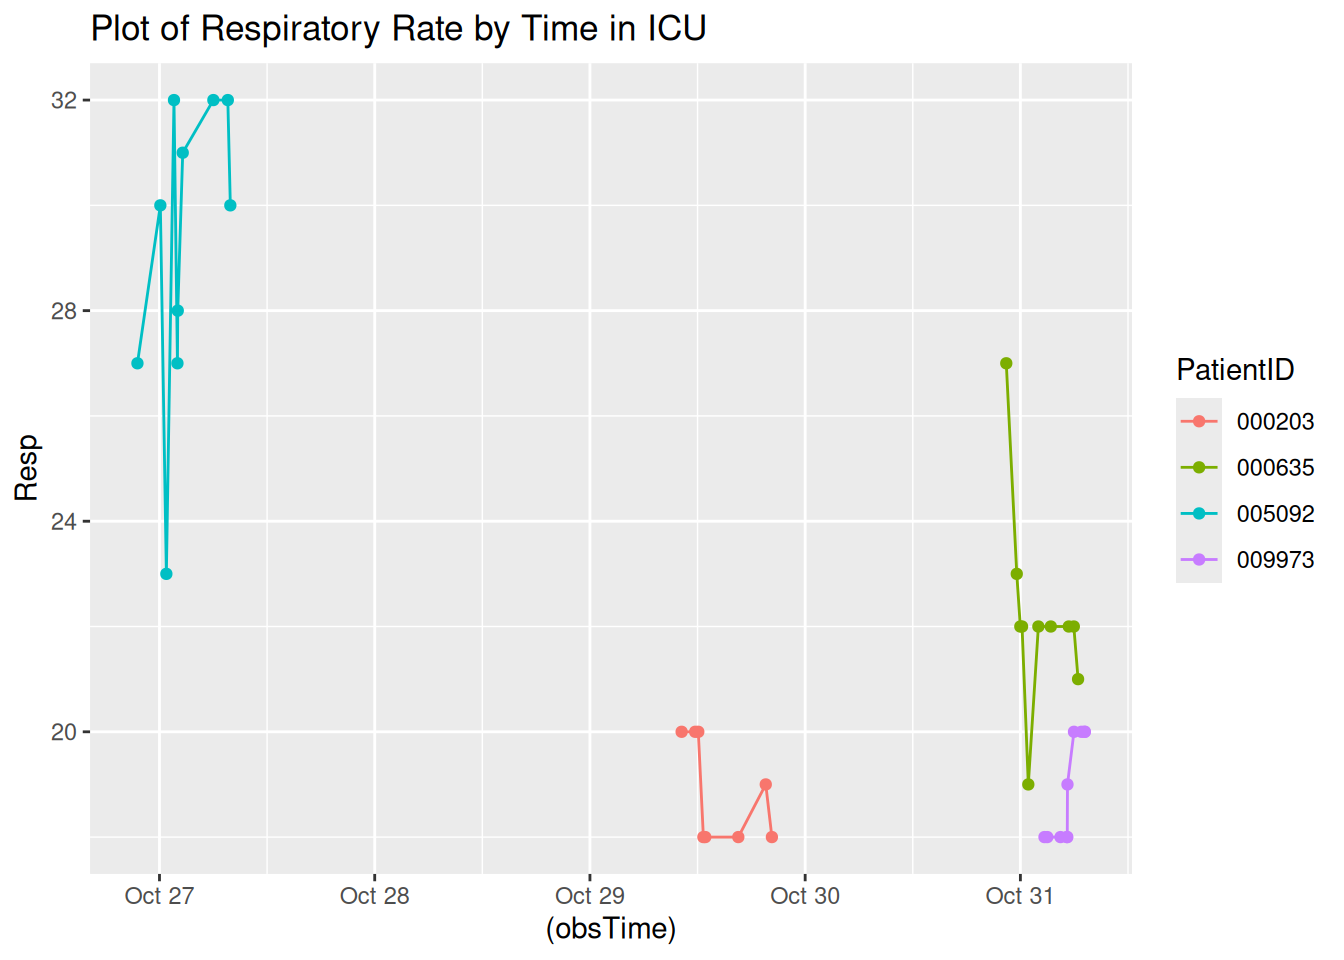 Plot of Respiratory Rate by Time in ICU
32
28
24
20
Resp
Oct 27 Oct 28 Oct 29 Oct 30 Oct 31
(obsTime)
PatientID
000203
000635
005092
009973